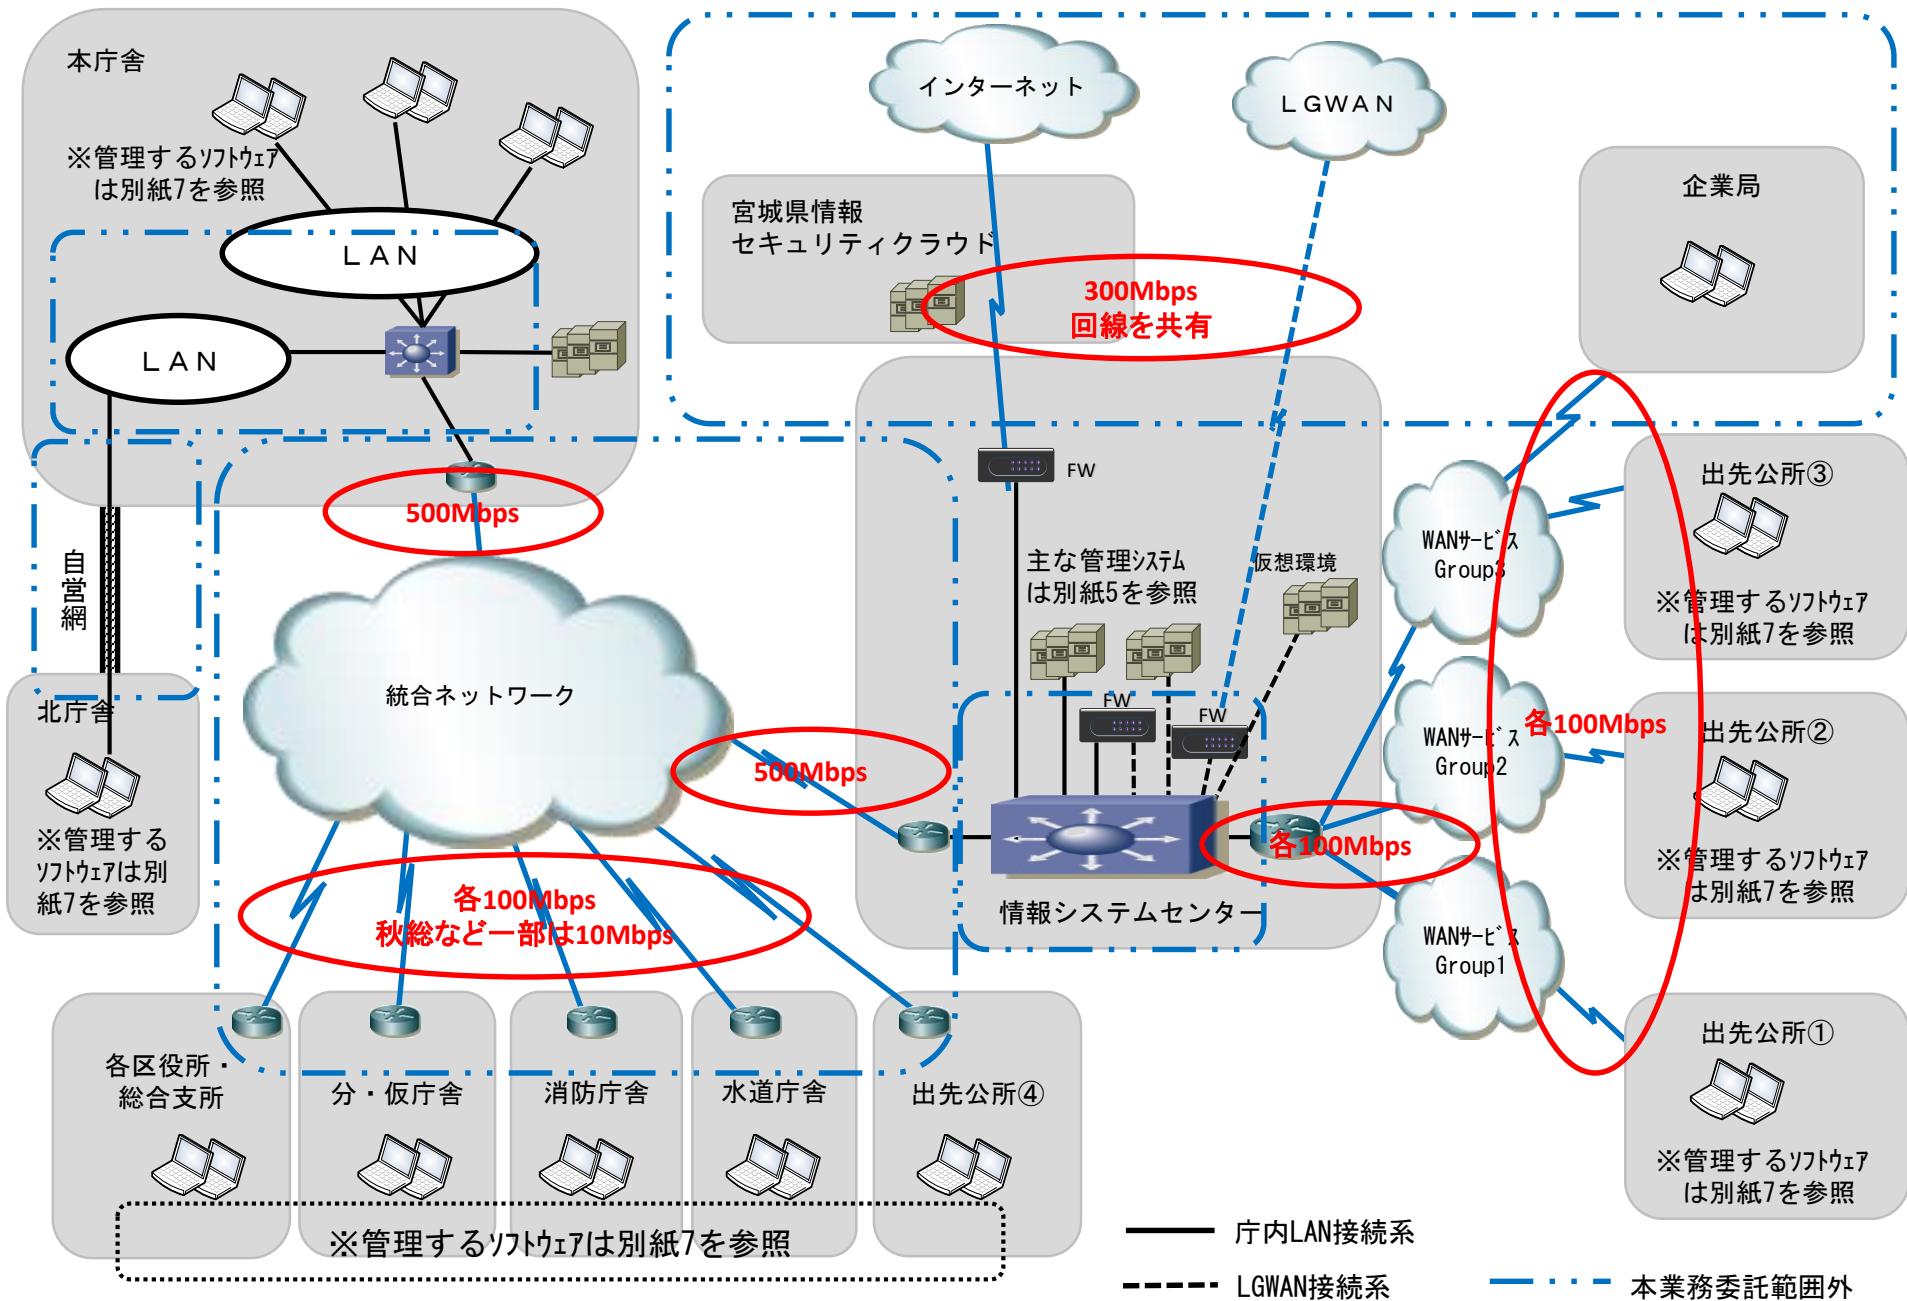 本庁舎
※管理するソフトウェア
は別紙7を参照
LAN
LAN
インターネット
LGWAN
宮城県情報
セキュリティクラウド
300Mbps
回線を共有
企業局
FW
500Mbps
自営網
主な管理システム
は別紙5を参照
仮想環境
WANサービス
Group3
出先公所③
※管理するソフトウェア
は別紙7を参照
統合ネットワーク
北庁舎
※管理する
ソフトウェアは別
紙7を参照
500Mbps
FW
FW
WANサービス
Group2
各100Mbps
出先公所②
※管理するソフトウェア
は別紙7を参照
各100Mbps
情報システムセンター
各100Mbps
秋総など一部は10Mbps
WANサービス
Group1
出先公所①
※管理するソフトウェア
は別紙7を参照
各区役所・
総合支所
分・仮庁舎
消防庁舎
水道庁舎
出先公所④
※管理するソフトウェアは別紙7を参照
庁内LAN接続系
LGWAN接続系
本業務委託範囲外